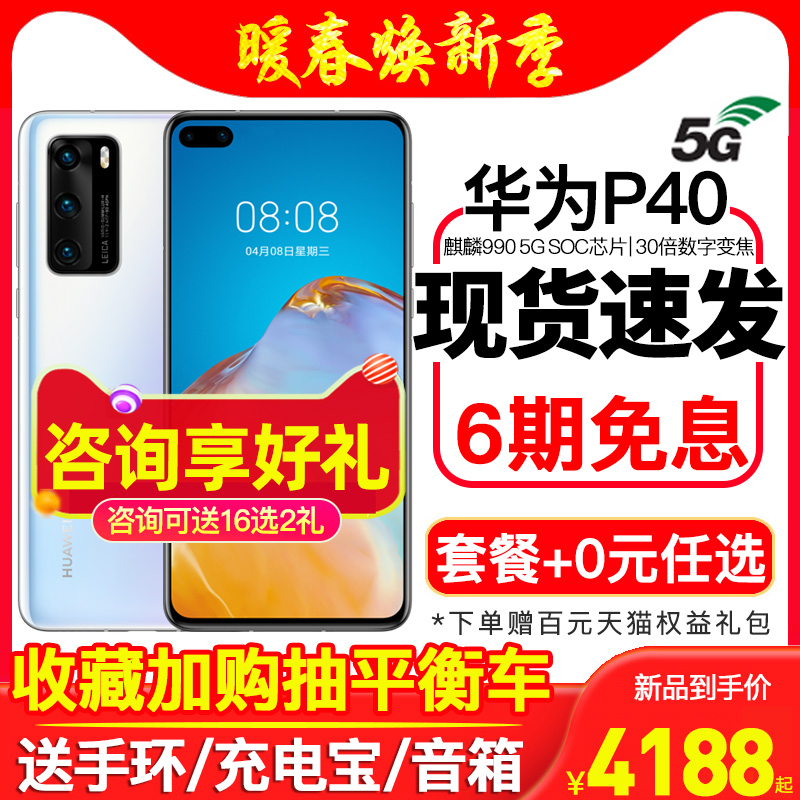 暖春焕新季
5G
华为P40
麒麟990 5G SOC芯片|30倍数字变焦
现货速发
6期免息
08:08
04月08日星期三
LEICA
HUAWEI
咨询享好礼
咨询可送16选2礼
套餐+0元任选
*下单赠百元天猫权益礼包
收藏加购抽平衡车
送手环/充电宝/音箱
新品到手价
¥4188起